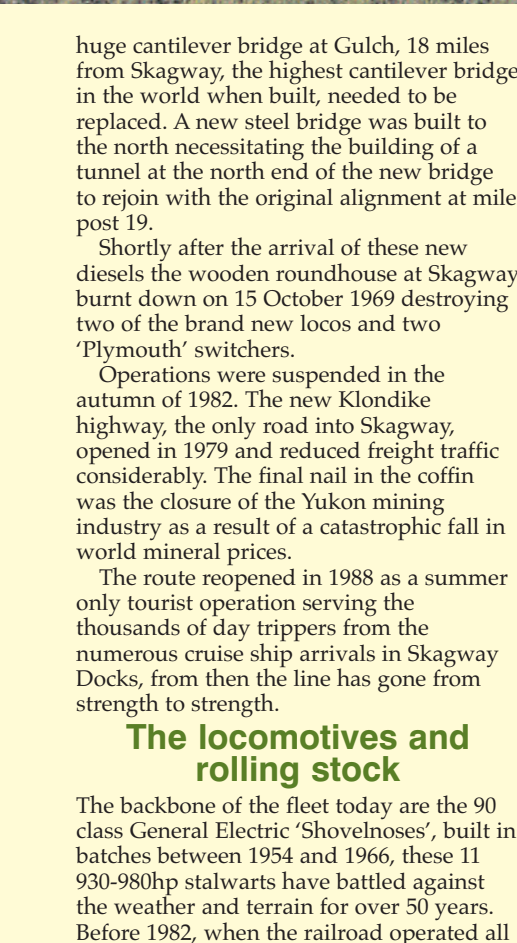 huge cantilever bridge at Gulch, 18 miles
from Skagway, the highest cantilever bridge
in the world when built, needed to be
replaced. A new steel bridge was built to
the north necessitating the building of a
tunnel at the north end of the new bridge
to rejoin with the original alignment at mile
post 19.
Shortly after the arrival of these new
diesels the wooden roundhouse at Skagway
burnt down on 15 October 1969 destroying
two of the brand new locos and two
‘Plymouth’ switchers.
Operations were suspended in the
autumn of 1982. The new Klondike
highway, the only road into Skagway,
opened in 1979 and reduced freight traffic
considerably. The final nail in the coffin
was the closure of the Yukon mining
industry as a result of a catastrophic fall in
world mineral prices.
The route reopened in 1988 as a summer
only tourist operation serving the
thousands of day trippers from the
numerous cruise ship arrivals in Skagway
Docks, from then the line has gone from
strength to strength.
The locomotives and
rolling stock
The backbone of the fleet today are the 90
class General Electric ‘Shovelnoses’, built in
batches between 1954 and 1966, these 11
930-980hp stalwarts have battled against
the weather and terrain for over 50 years.
Before 1982, when the railroad operated all